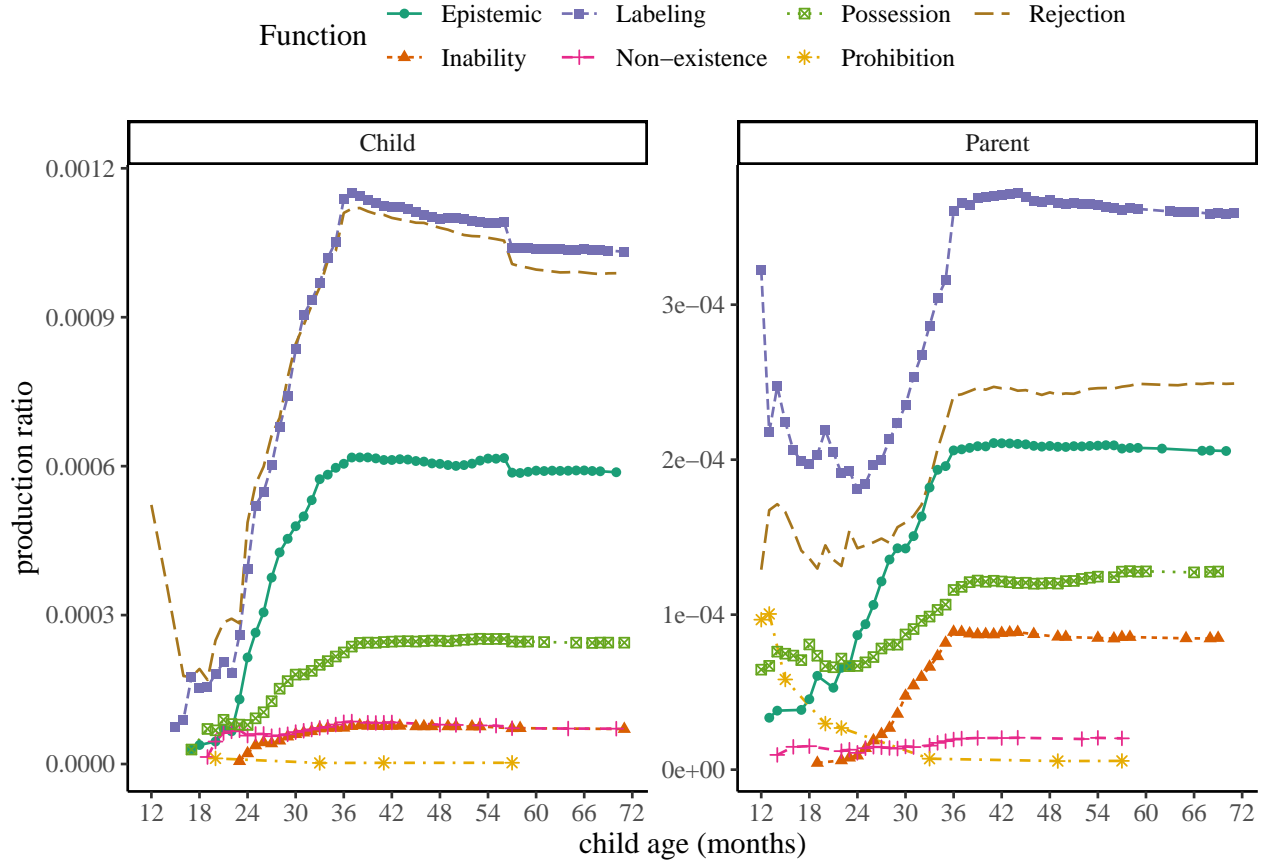 Function
Epistemic Labeling Possession Rejection
Inability Non−existence Prohibition
Child Parent
production ratio
0.0012
0.0009
0.0006
0.0003
0.0000
3e−04
2e−04
1e−04
0e+00
12 18 24 30 36 42 48 54 60 66 72
12 18 24 30 36 42 48 54 60 66 72
child age (months)